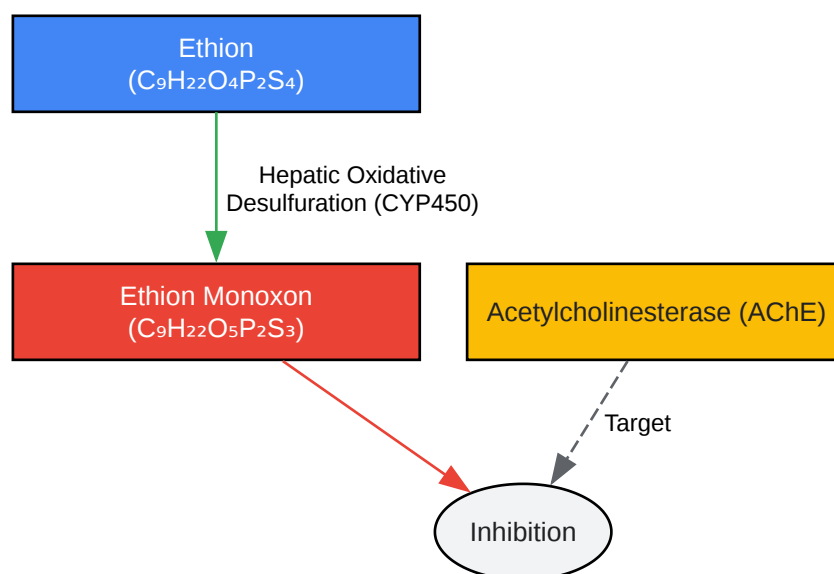 Ethion
(C₉H₂₂O₄P₂S₄)
Hepatic Oxidative
Desulfuration (CYP450)
Ethion Monoxon
(C₉H₂₂O₅P₂S₃)
Acetylcholinesterase (AChE)
Target
Inhibition